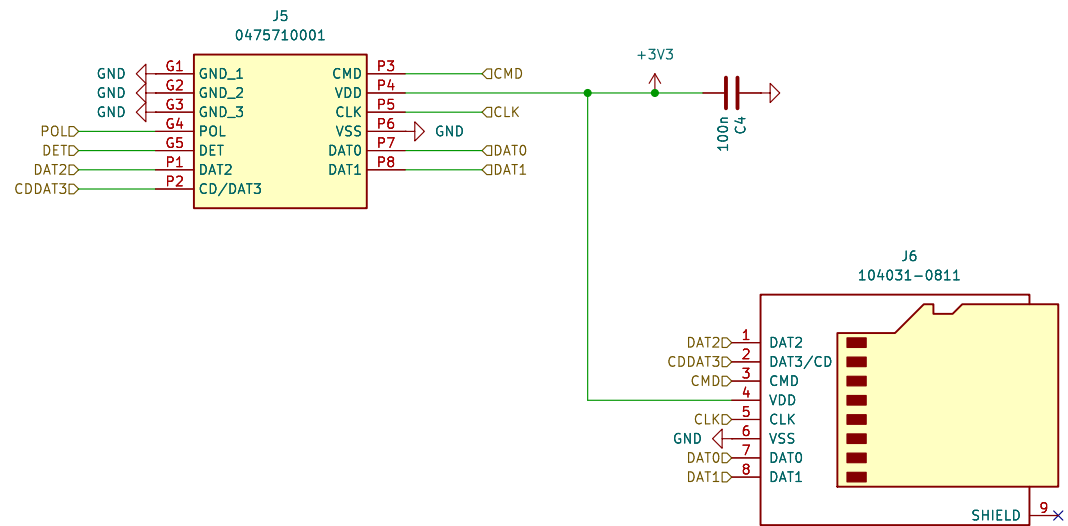 J5
0475710001
GND G1 GND_1 CMD P3 CMD
GND G2 GND_2 VDD P4
GND G3 GND_3 CLK P5 CLK
POL G4 POL VSS P6 GND
DET G5 DET DAT0 P7 DAT0
DAT2 P1 DAT2 DAT1 P8 DAT1
CDDAT3 P2 CD/DAT3
+3V3
100n
C4
J6
104031-0811
DAT2 1 DAT2
CDDAT3 2 DAT3/CD
CMD 3 CMD
4 VDD
CLK 5 CLK
GND 6 VSS
DAT0 7 DAT0
DAT1 8 DAT1
SHIELD 9